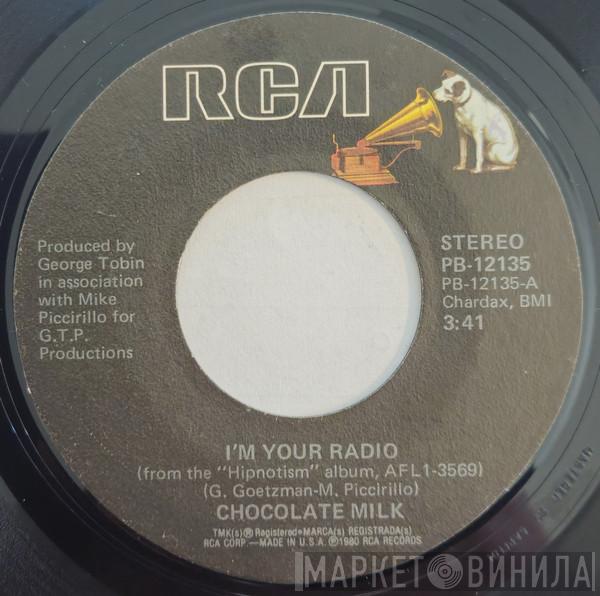 RCA
Produced by
George Tobin
in association
with Mike
Piccirillo for
G.T.P.
Productions
STEREO
PB-12135
PB-12135-A
Chardax, BMI
3:41
I'M YOUR RADIO
(from the "Hipnotism" album, AFL1-3569)
(G. Goetzman-M. Piccirillo)
CHOCOLATE MILK
TMK(s) ® Registered•MARCA(s) REGISTRADA(s)
RCA CORP.—MADE IN U.S.A. ℗1980 RCA RECORDS
МАРКЕТ ВИНИЛА